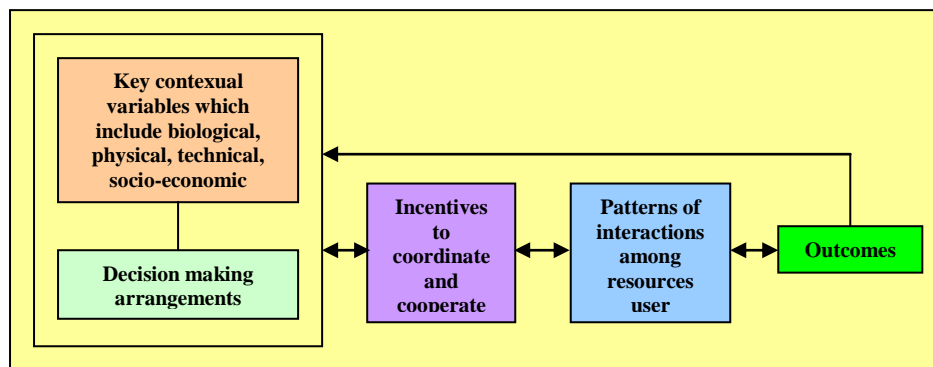 Key contexual
variables which
include biological,
physical, technical,
socio-economic
Decision making
arrangements
Incentives
to
coordinate
and
cooperate
Patterns of
interactions
among
resources
user
Outcomes